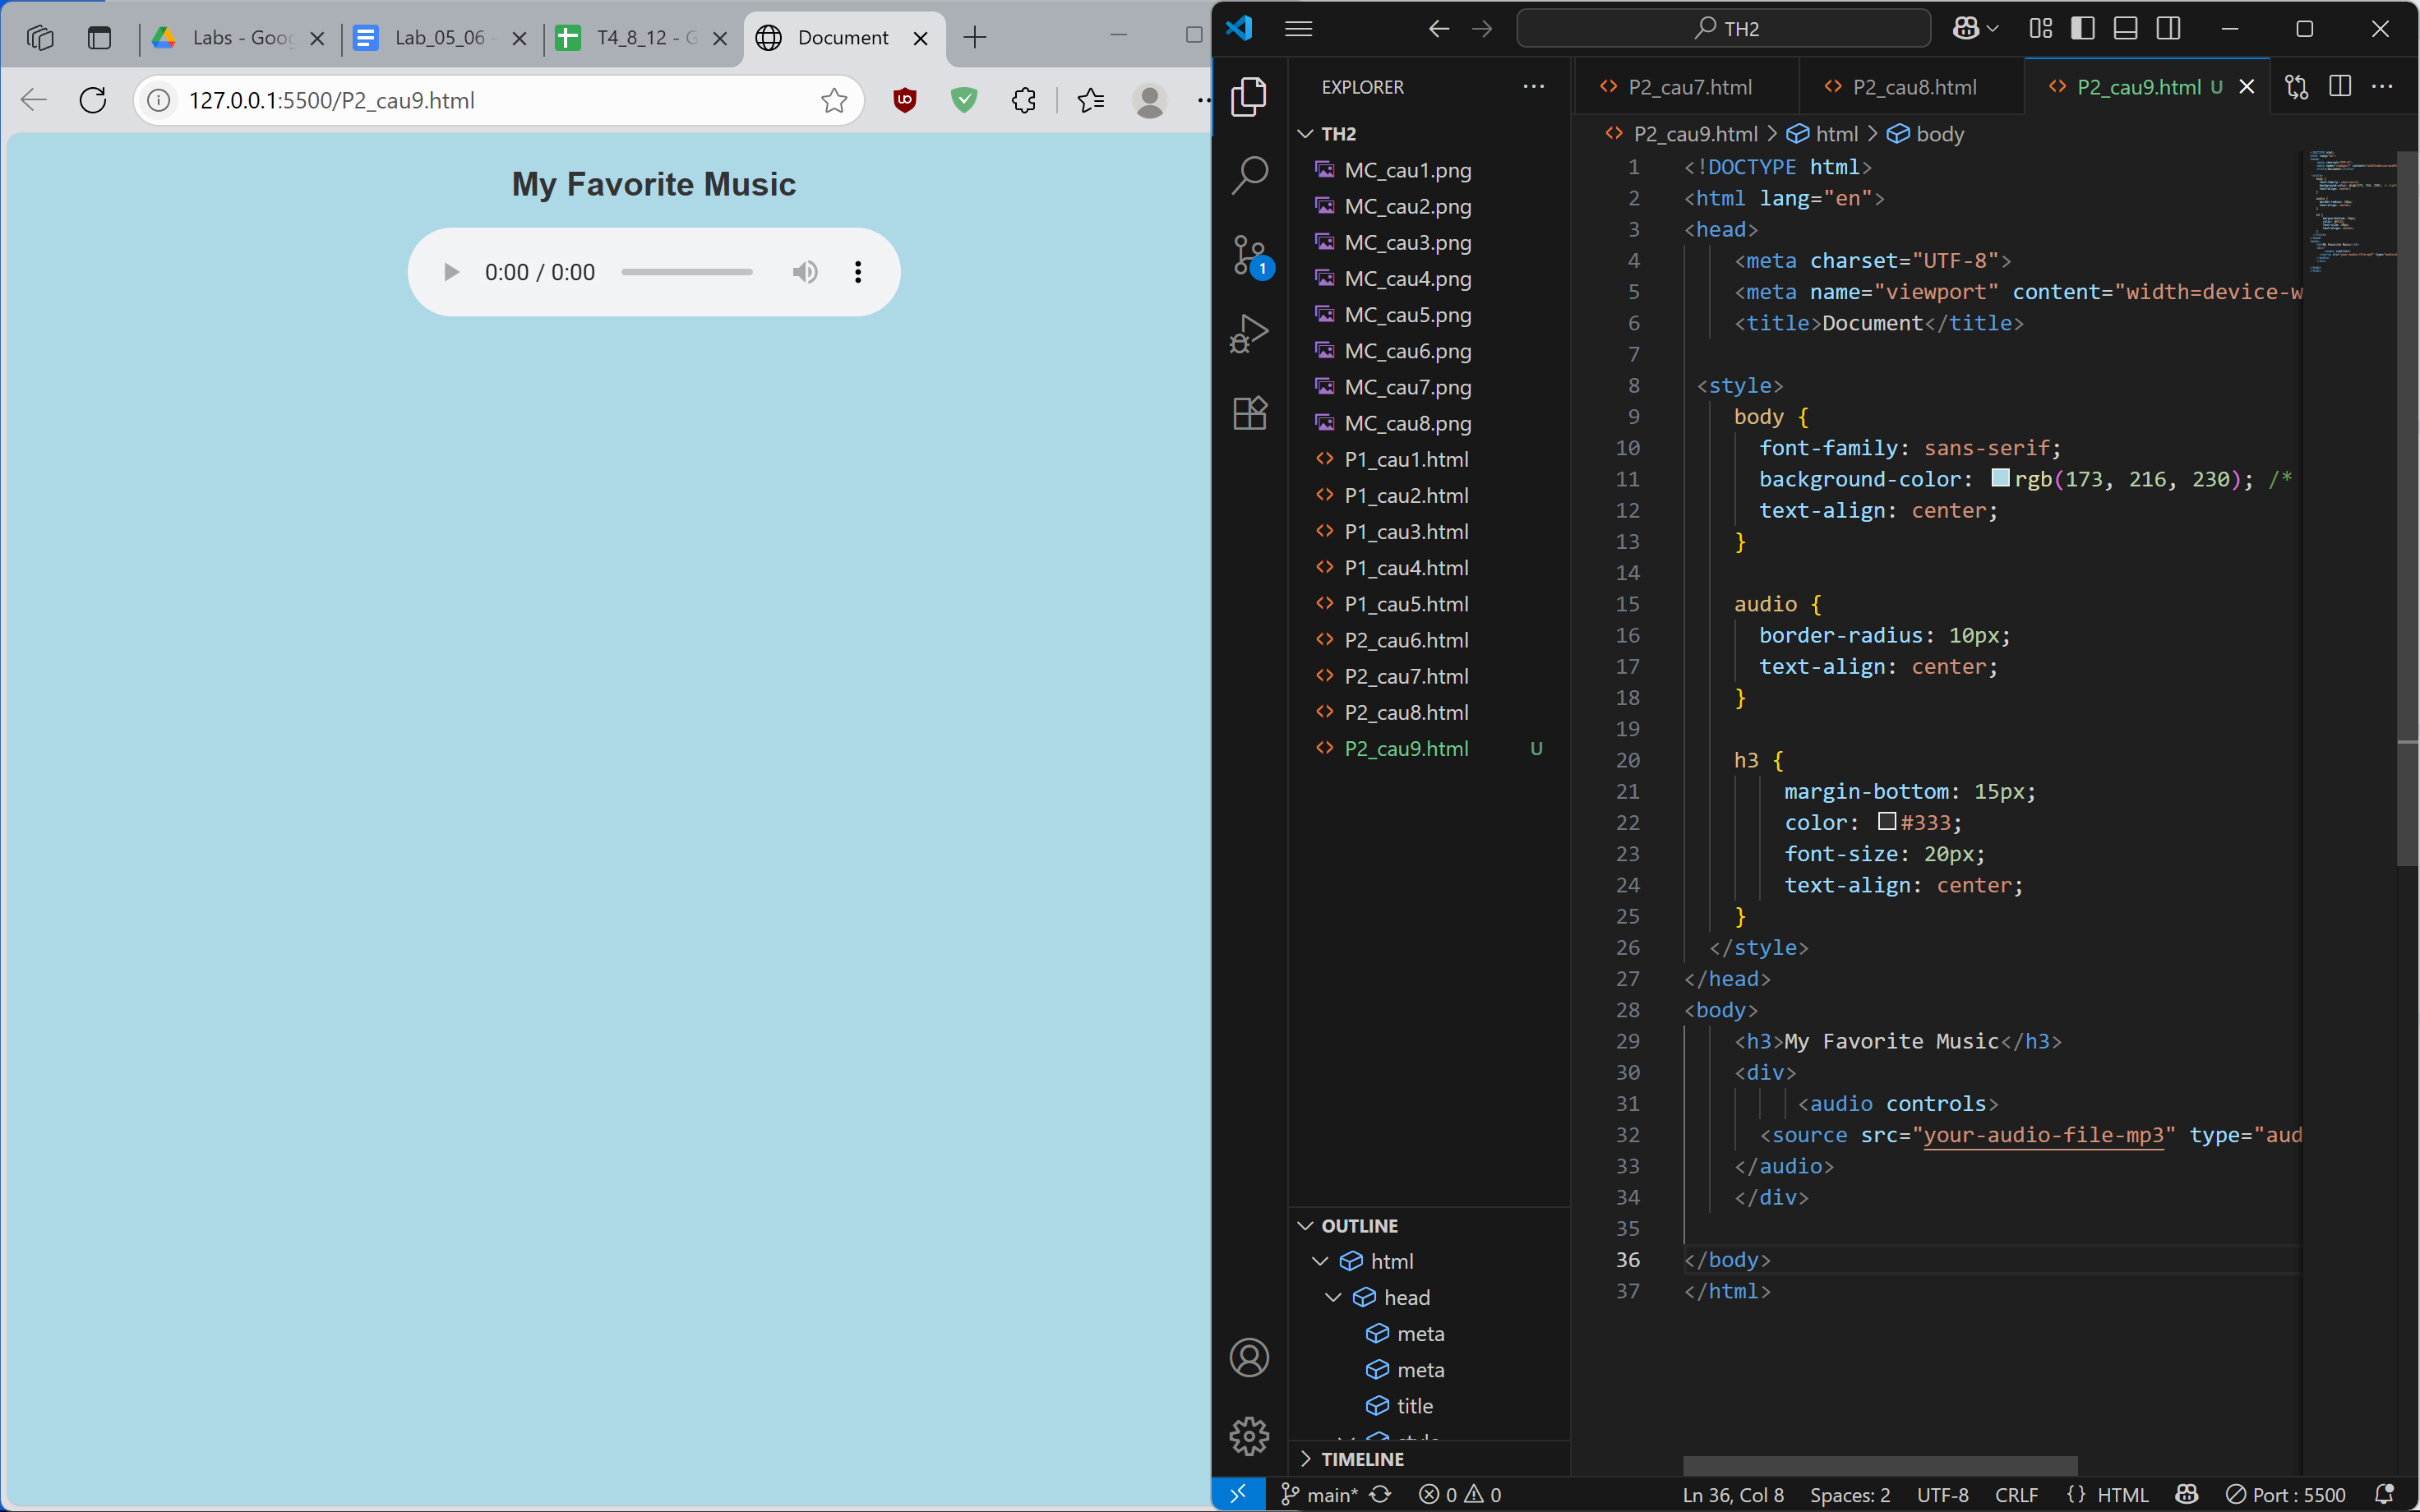 Labs - Goog
Lab_05_06 -
T4_8_12 - G
Document
127.0.0.1:5500/P2_cau9.html
My Favorite Music
0:00 / 0:00
TH2
EXPLORER
TH2
MC_cau1.png
MC_cau2.png
MC_cau3.png
MC_cau4.png
MC_cau5.png
MC_cau6.png
MC_cau7.png
MC_cau8.png
P1_cau1.html
P1_cau2.html
P1_cau3.html
P1_cau4.html
P1_cau5.html
P2_cau6.html
P2_cau7.html
P2_cau8.html
P2_cau9.html U
OUTLINE
html
head
meta
meta
title
TIMELINE
P2_cau7.html
P2_cau8.html
P2_cau9.html U
P2_cau9.html > html > body
1 <!DOCTYPE html>
2 <html lang="en">
3 <head>
4 <meta charset="UTF-8">
5 <meta name="viewport" content="width=device-w
6 <title>Document</title>
7
8 <style>
9 body {
10 font-family: sans-serif;
11 background-color: rgb(173, 216, 230); /*
12 text-align: center;
13 }
14
15 audio {
16 border-radius: 10px;
17 text-align: center;
18 }
19
20 h3 {
21 margin-bottom: 15px;
22 color: #333;
23 font-size: 20px;
24 text-align: center;
25 }
26 </style>
27 </head>
28 <body>
29 <h3>My Favorite Music</h3>
30 <div>
31 <audio controls>
32 <source src="your-audio-file-mp3" type="aud
33 </audio>
34 </div>
35
36 </body>
37 </html>
1
main* 0 0
Ln 36, Col 8
Spaces: 2
UTF-8
CRLF
{} HTML
Port : 5500